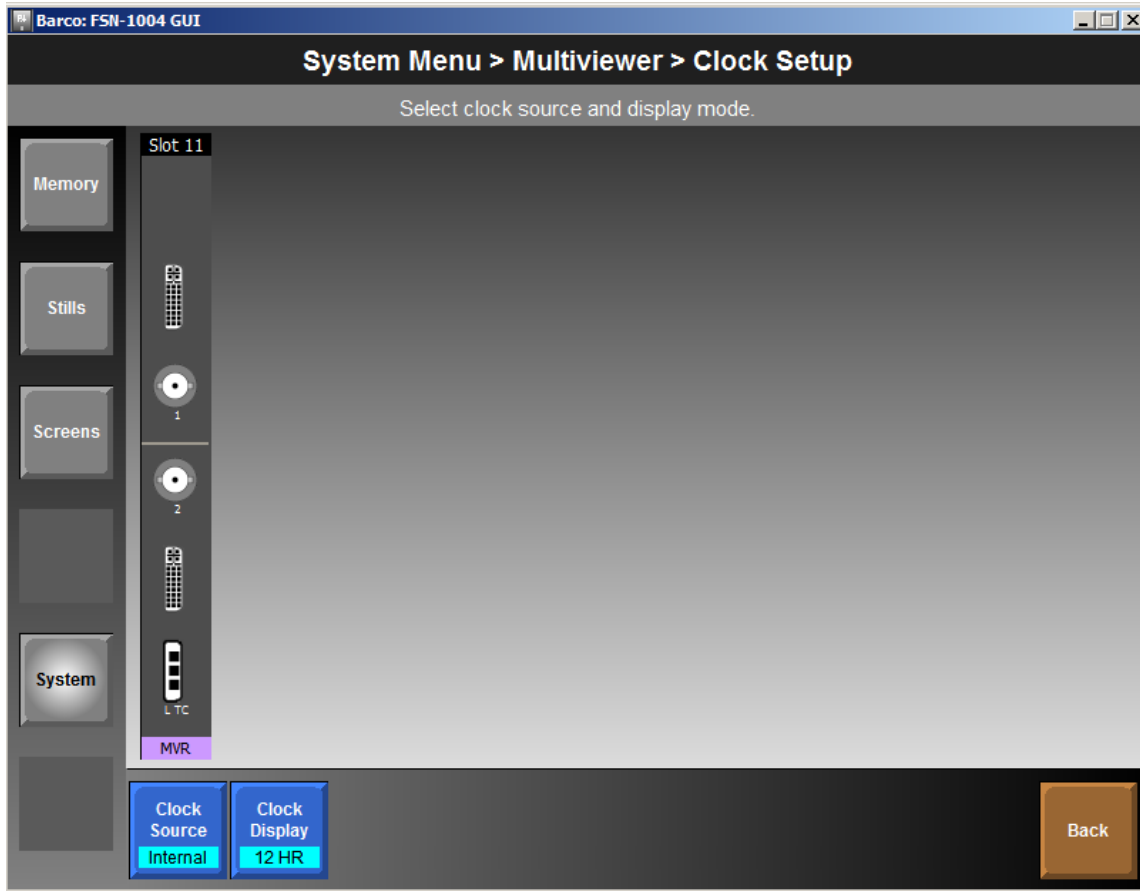 Barco: FSN-1004 GUI
System Menu > Multiviewer > Clock Setup
Select clock source and display mode.
Memory
Stills
Screens
System
Slot 11
1
2
L TC
MVR
Clock
Source
Internal
Clock
Display
12 HR
Back